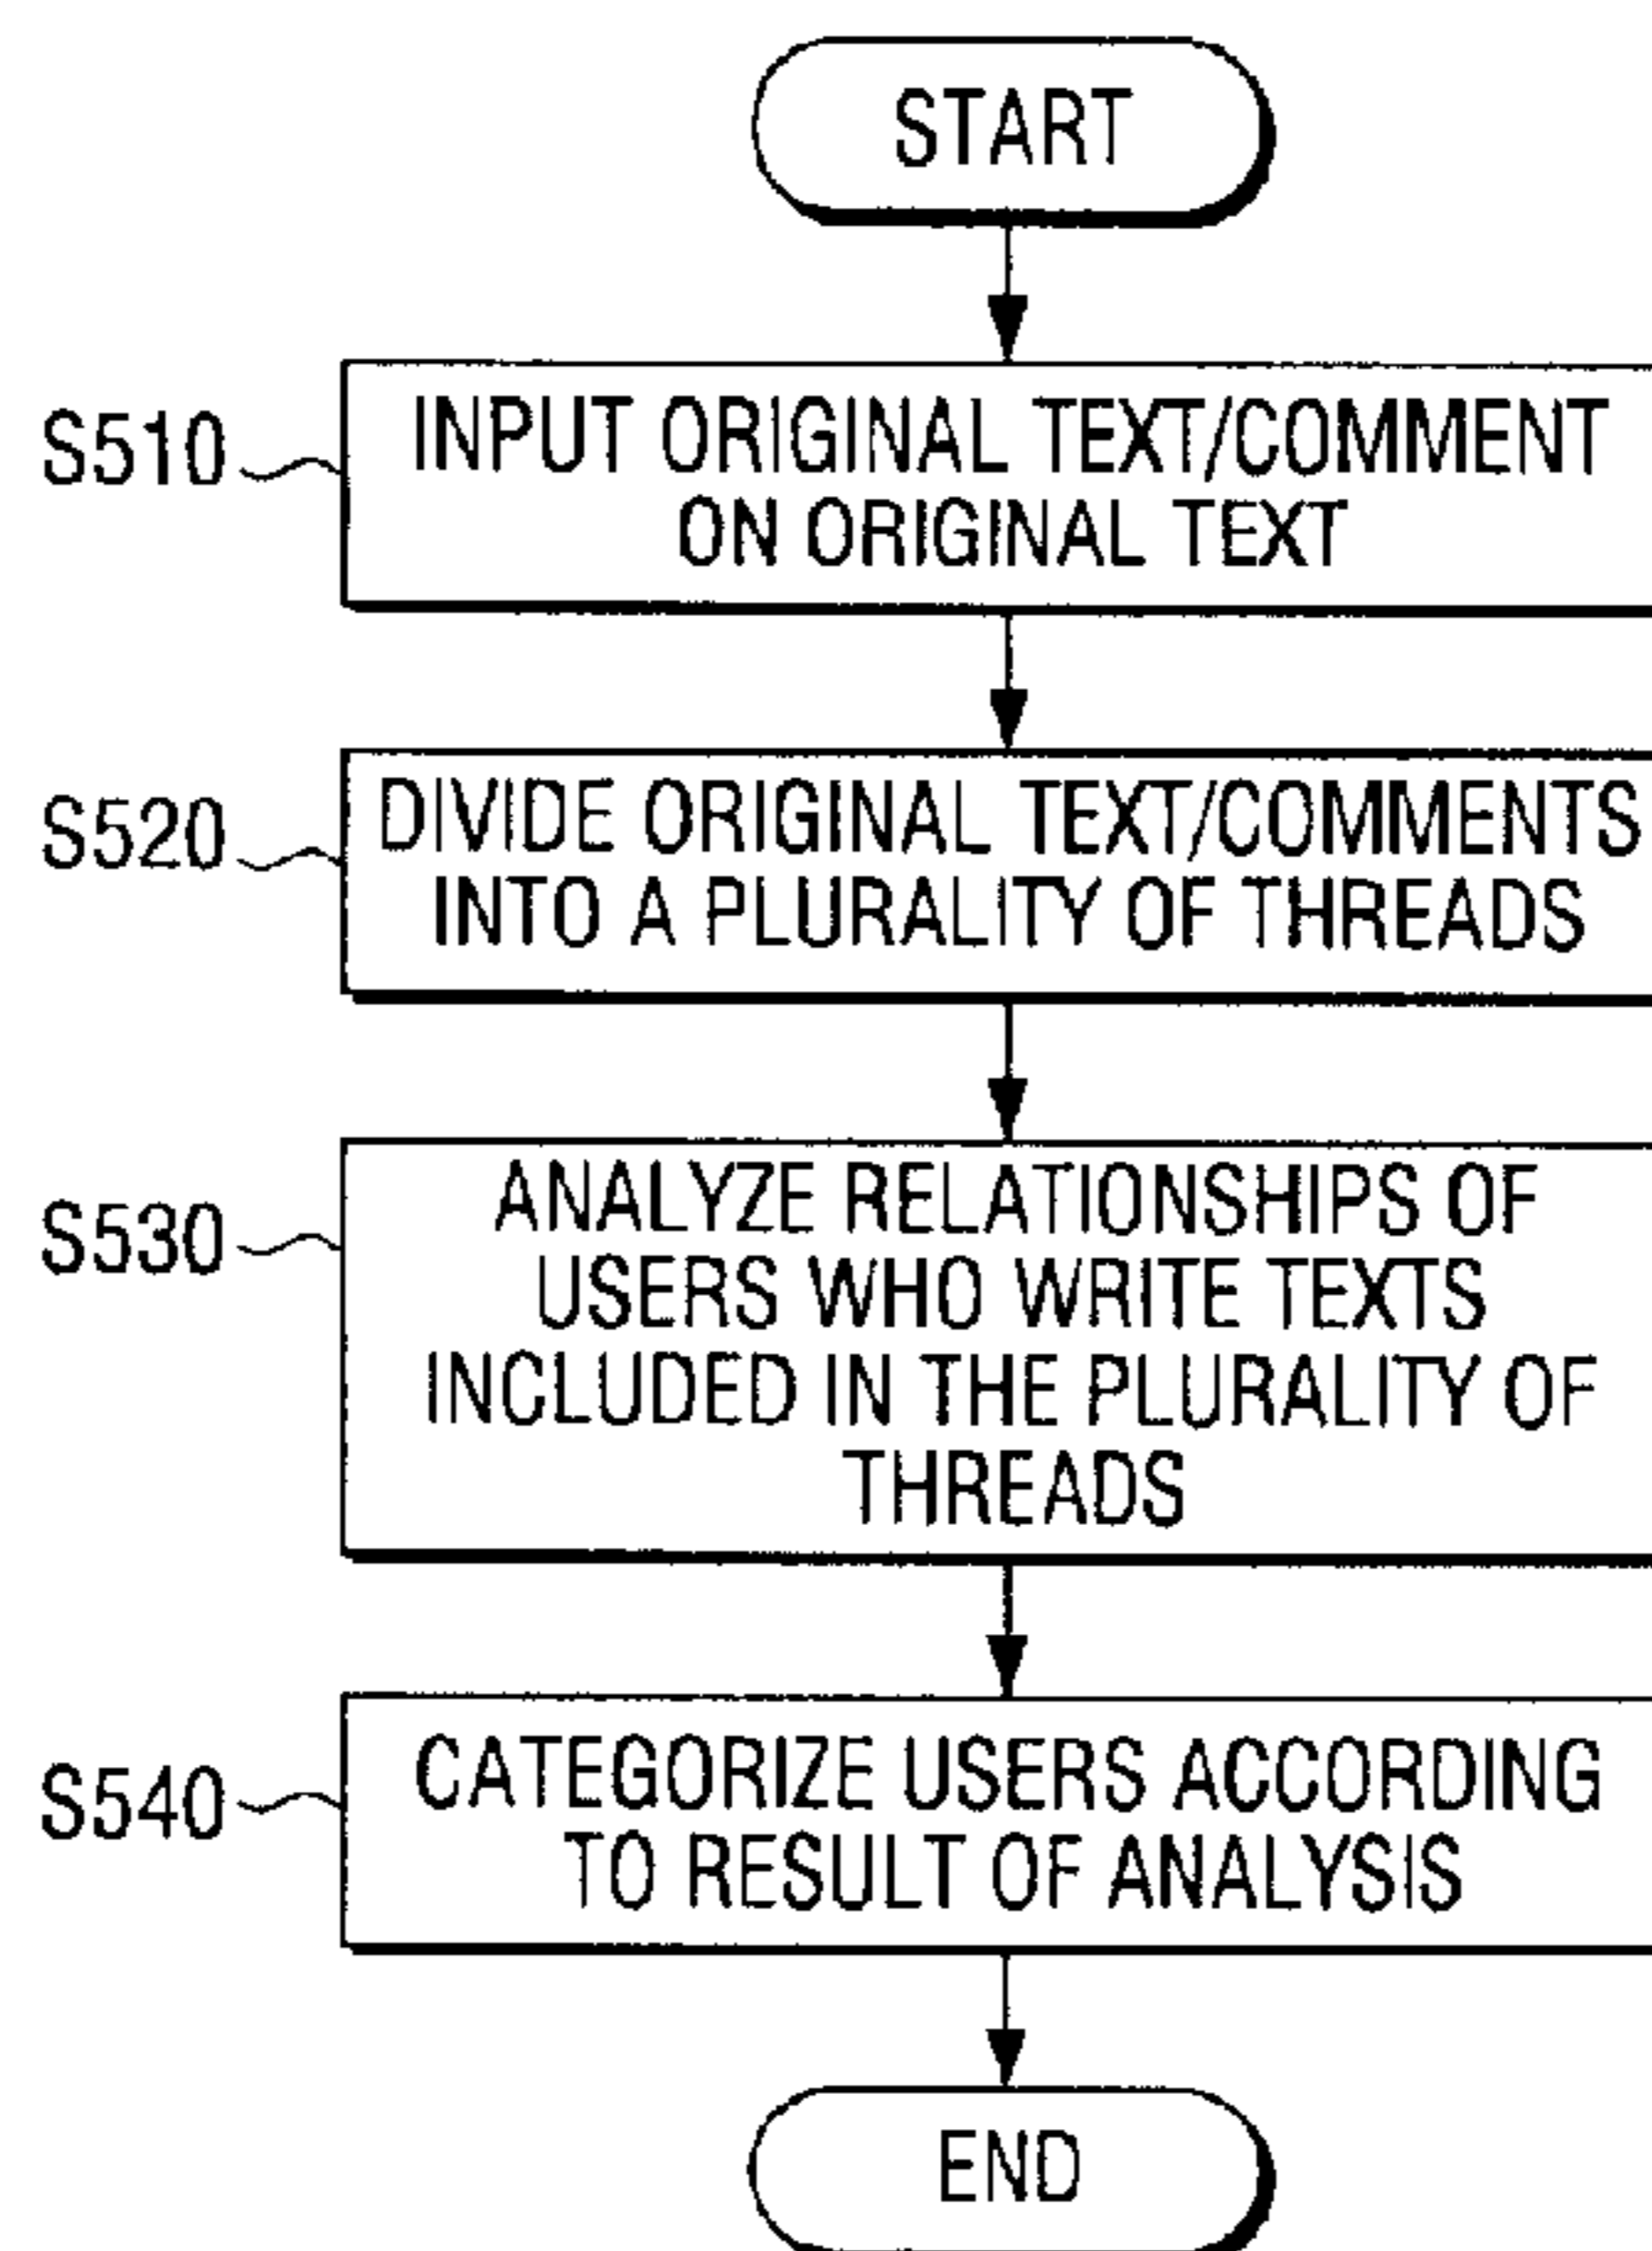 START
S510
INPUT ORIGINAL TEXT/COMMENT
ON ORIGINAL TEXT
S520
DIVIDE ORIGINAL TEXT/COMMENTS
INTO A PLURALITY OF THREADS
S530
ANALYZE RELATIONSHIPS OF
USERS WHO WRITE TEXTS
INCLUDED IN THE PLURALITY OF
THREADS
S540
CATEGORIZE USERS ACCORDING
TO RESULT OF ANALYSIS
END